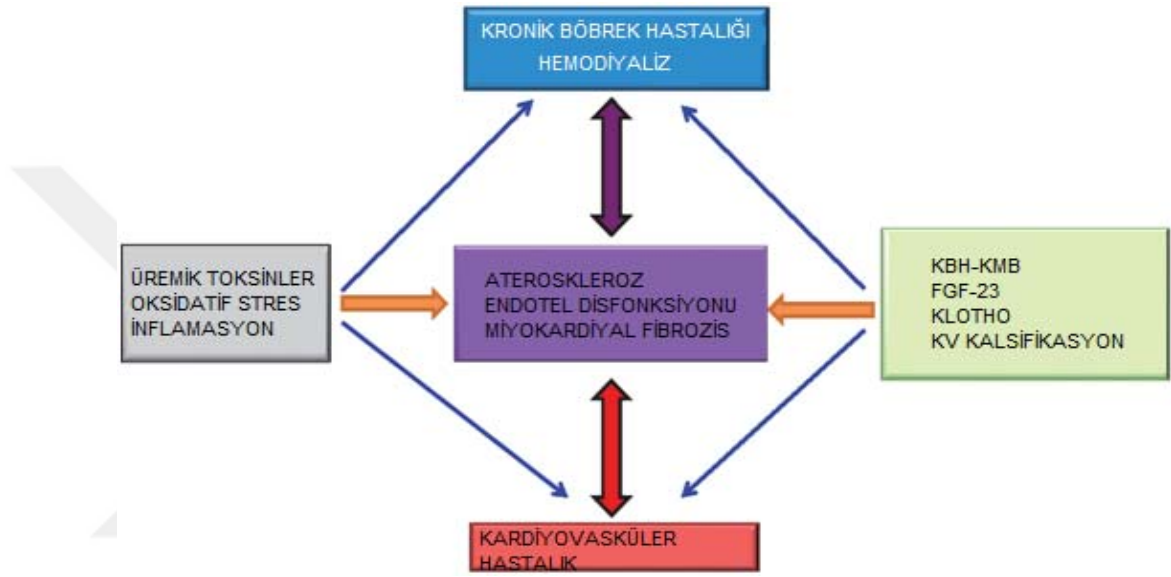 KRONİK BÖBREK HASTALIĞI
HEMODİYALİZ
ÜREMİK TOKSİNLER
OKSİDATİF STRES
İNFLAMASYON
ATEROSKLEROZ
ENDOTEL DİSFONKSİYONU
MİYOKARDİYAL FİBROZİS
KBH-KMB
FGF-23
KLOTHO
KV KALSİFİKASYON
KARDİYOVASKÜLER
HASTALIK